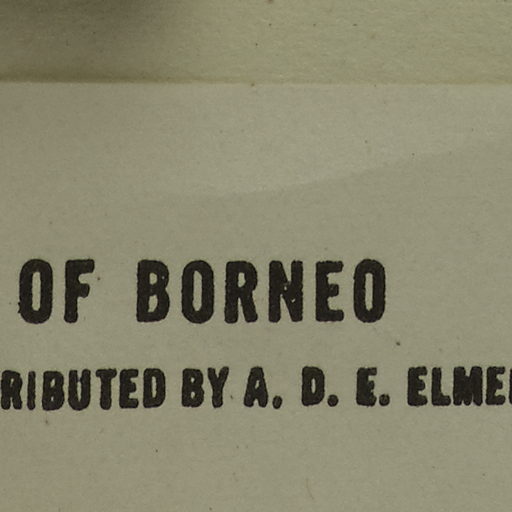 OF BORNEO
RIBUTED BY A. D. E. ELME